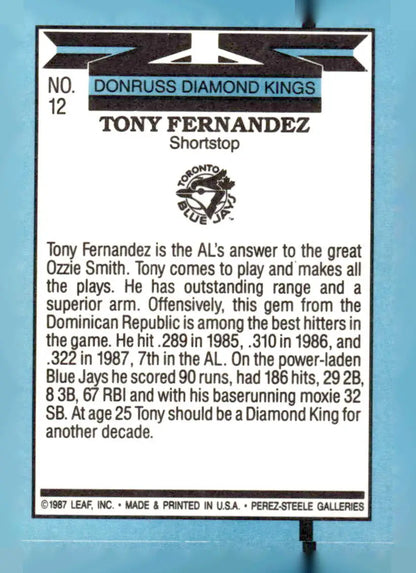 NO.
12
DONRUSS DIAMOND KINGS
TONY FERNANDEZ
Shortstop
TORONTO
BLUE JAYS
Tony Fernandez is the AL's answer to the great
Ozzie Smith. Tony comes to play and makes all
the plays. He has outstanding range and a
superior arm. Offensively, this gem from the
Dominican Republic is among the best hitters in
the game. He hit .289 in 1985, .310 in 1986, and
.322 in 1987, 7th in the AL. On the power-laden
Blue Jays he scored 90 runs, had 186 hits, 29 2B,
8 3B, 67 RBI and with his baserunning moxie 32
SB. At age 25 Tony should be a Diamond King for
another decade.
©1987 LEAF, INC. • MADE & PRINTED IN U.S.A. • PEREZ-STEELE GALLERIES